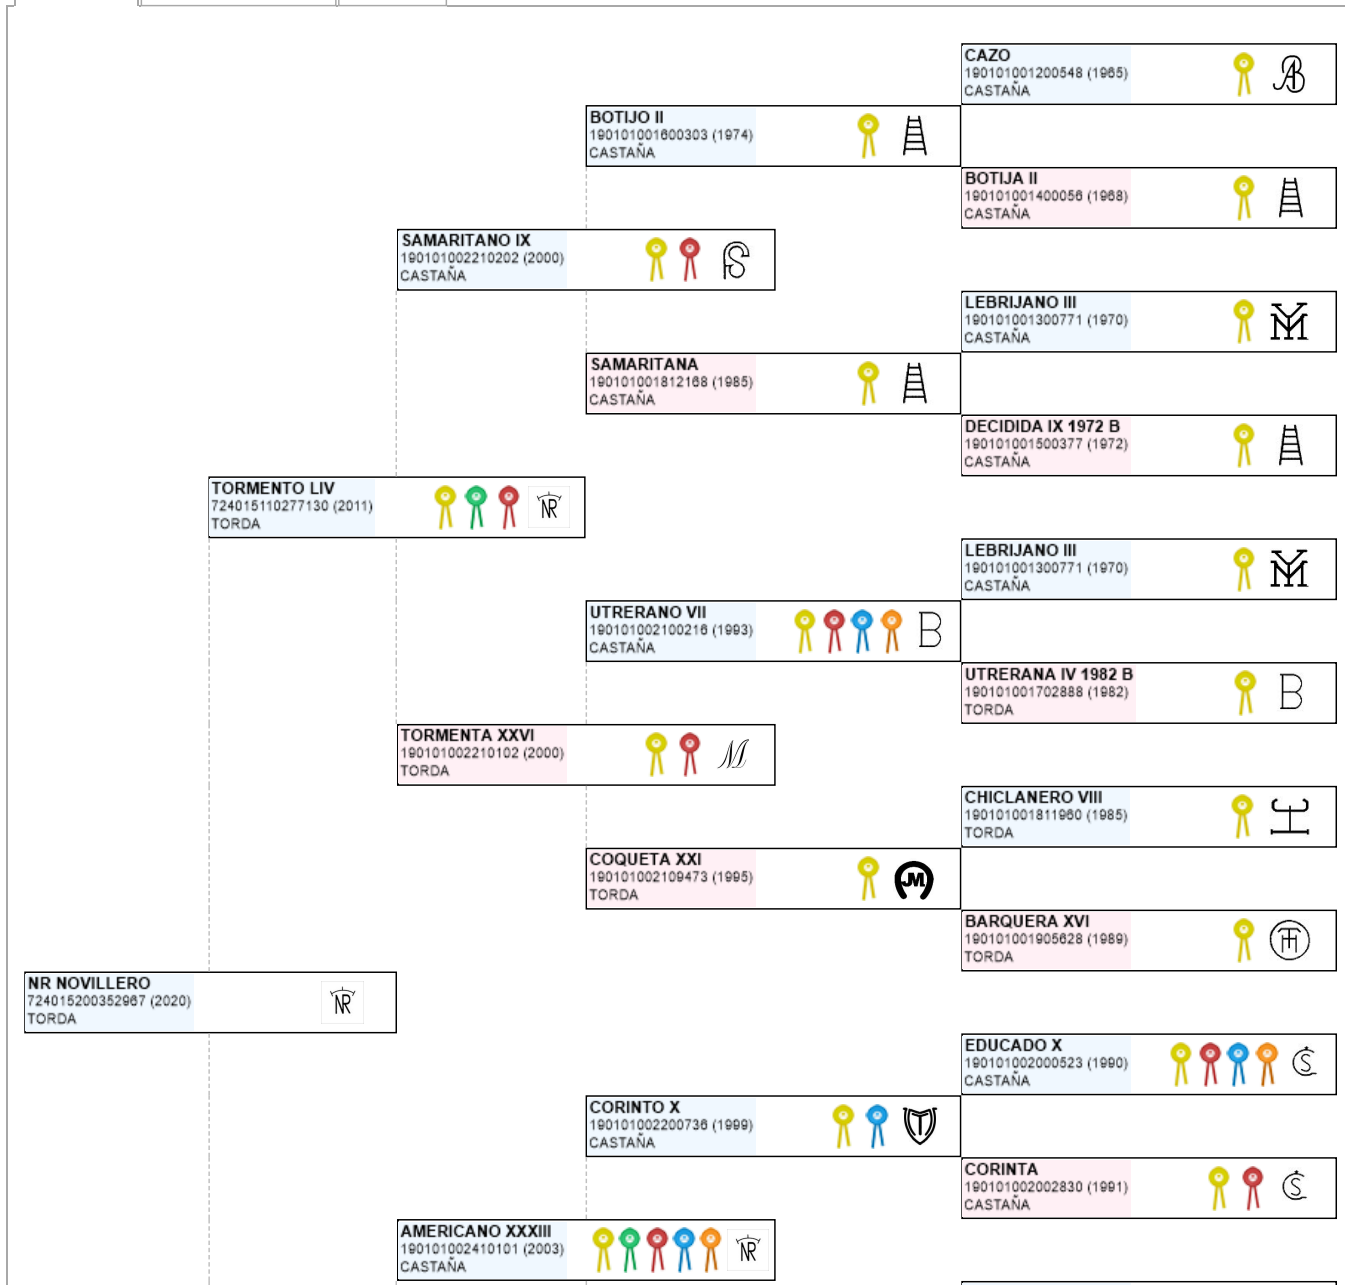 CAZO
190101001200548 (1965)
CASTAÑA
BOTIJO II
190101001600303 (1974)
CASTAÑA
BOTIJA II
190101001400056 (1968)
CASTAÑA
SAMARITANO IX
190101002210202 (2000)
CASTAÑA
LEBRIJANO III
190101001300771 (1970)
CASTAÑA
SAMARITANA
190101001812168 (1985)
CASTAÑA
DECIDIDA IX 1972 B
190101001500377 (1972)
CASTAÑA
TORMENTO LIV
724015110277130 (2011)
TORDA
NR
LEBRIJANO III
190101001300771 (1970)
CASTAÑA
UTRERANO VII
190101002100216 (1993)
CASTAÑA
B
UTRERANA IV 1982 B
190101001702888 (1982)
TORDA
B
TORMENTA XXVI
190101002210102 (2000)
TORDA
M
CHICLANERO VIII
190101001811960 (1985)
TORDA
COQUETA XXI
190101002109473 (1995)
TORDA
JM
BARQUERA XVI
190101001905628 (1989)
TORDA
NR NOVILLERO
724015200352967 (2020)
TORDA
NR
EDUCADO X
190101002000523 (1990)
CASTAÑA
CORINTO X
190101002200736 (1999)
CASTAÑA
CORINTA
190101002002830 (1991)
CASTAÑA
AMERICANO XXXIII
190101002410101 (2003)
CASTAÑA
NR